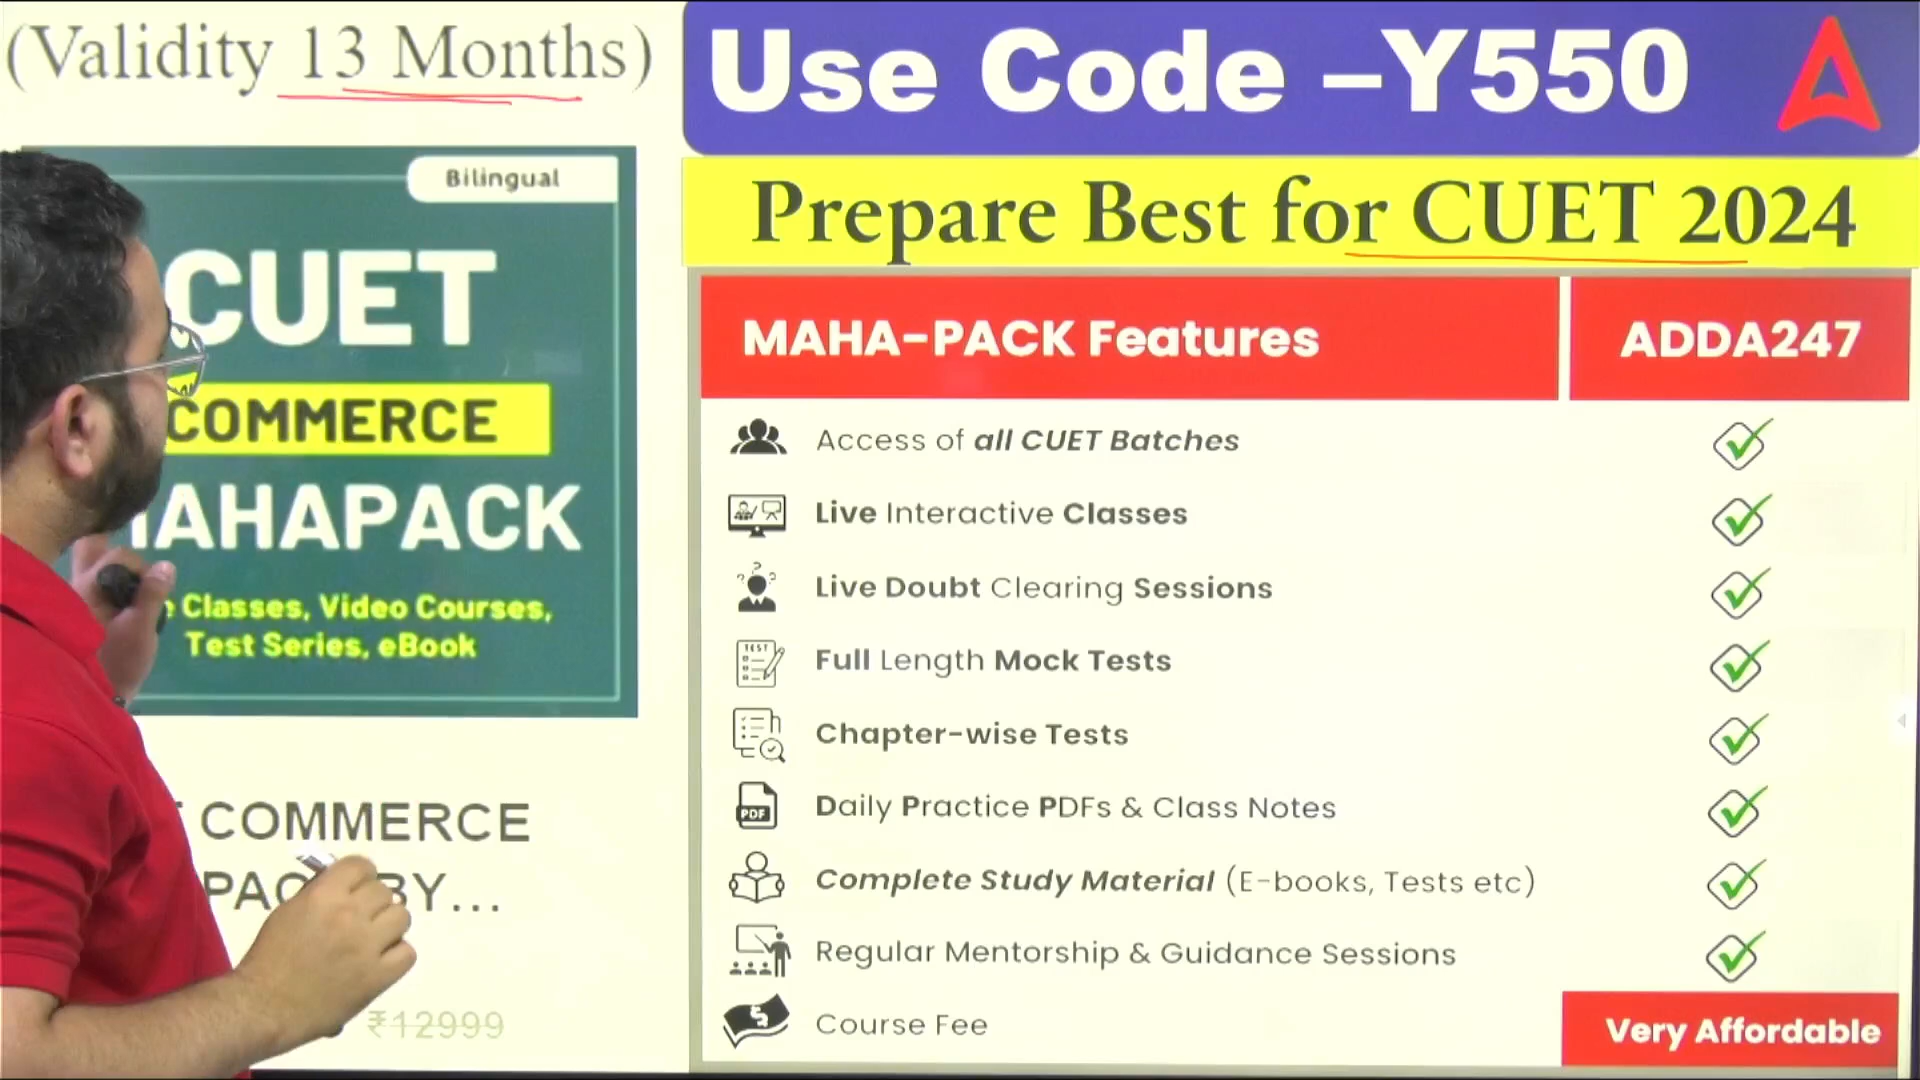 (Validity 13 Months)
Bilingual
CUET
COMMERCE
MAHAPACK
Classes, Video Courses,
Test Series, eBook
COMMERCE
BY...
₹12999
Use Code –Y550
Prepare Best for CUET 2024
MAHA-PACK Features ADDA247
Access of all CUET Batches
Live Interactive Classes
Live Doubt Clearing Sessions
TEST
Full Length Mock Tests
Chapter-wise Tests
PDF
Daily Practice PDFs & Class Notes
Complete Study Material (E-books, Tests etc)
Regular Mentorship & Guidance Sessions
Course Fee Very Affordable